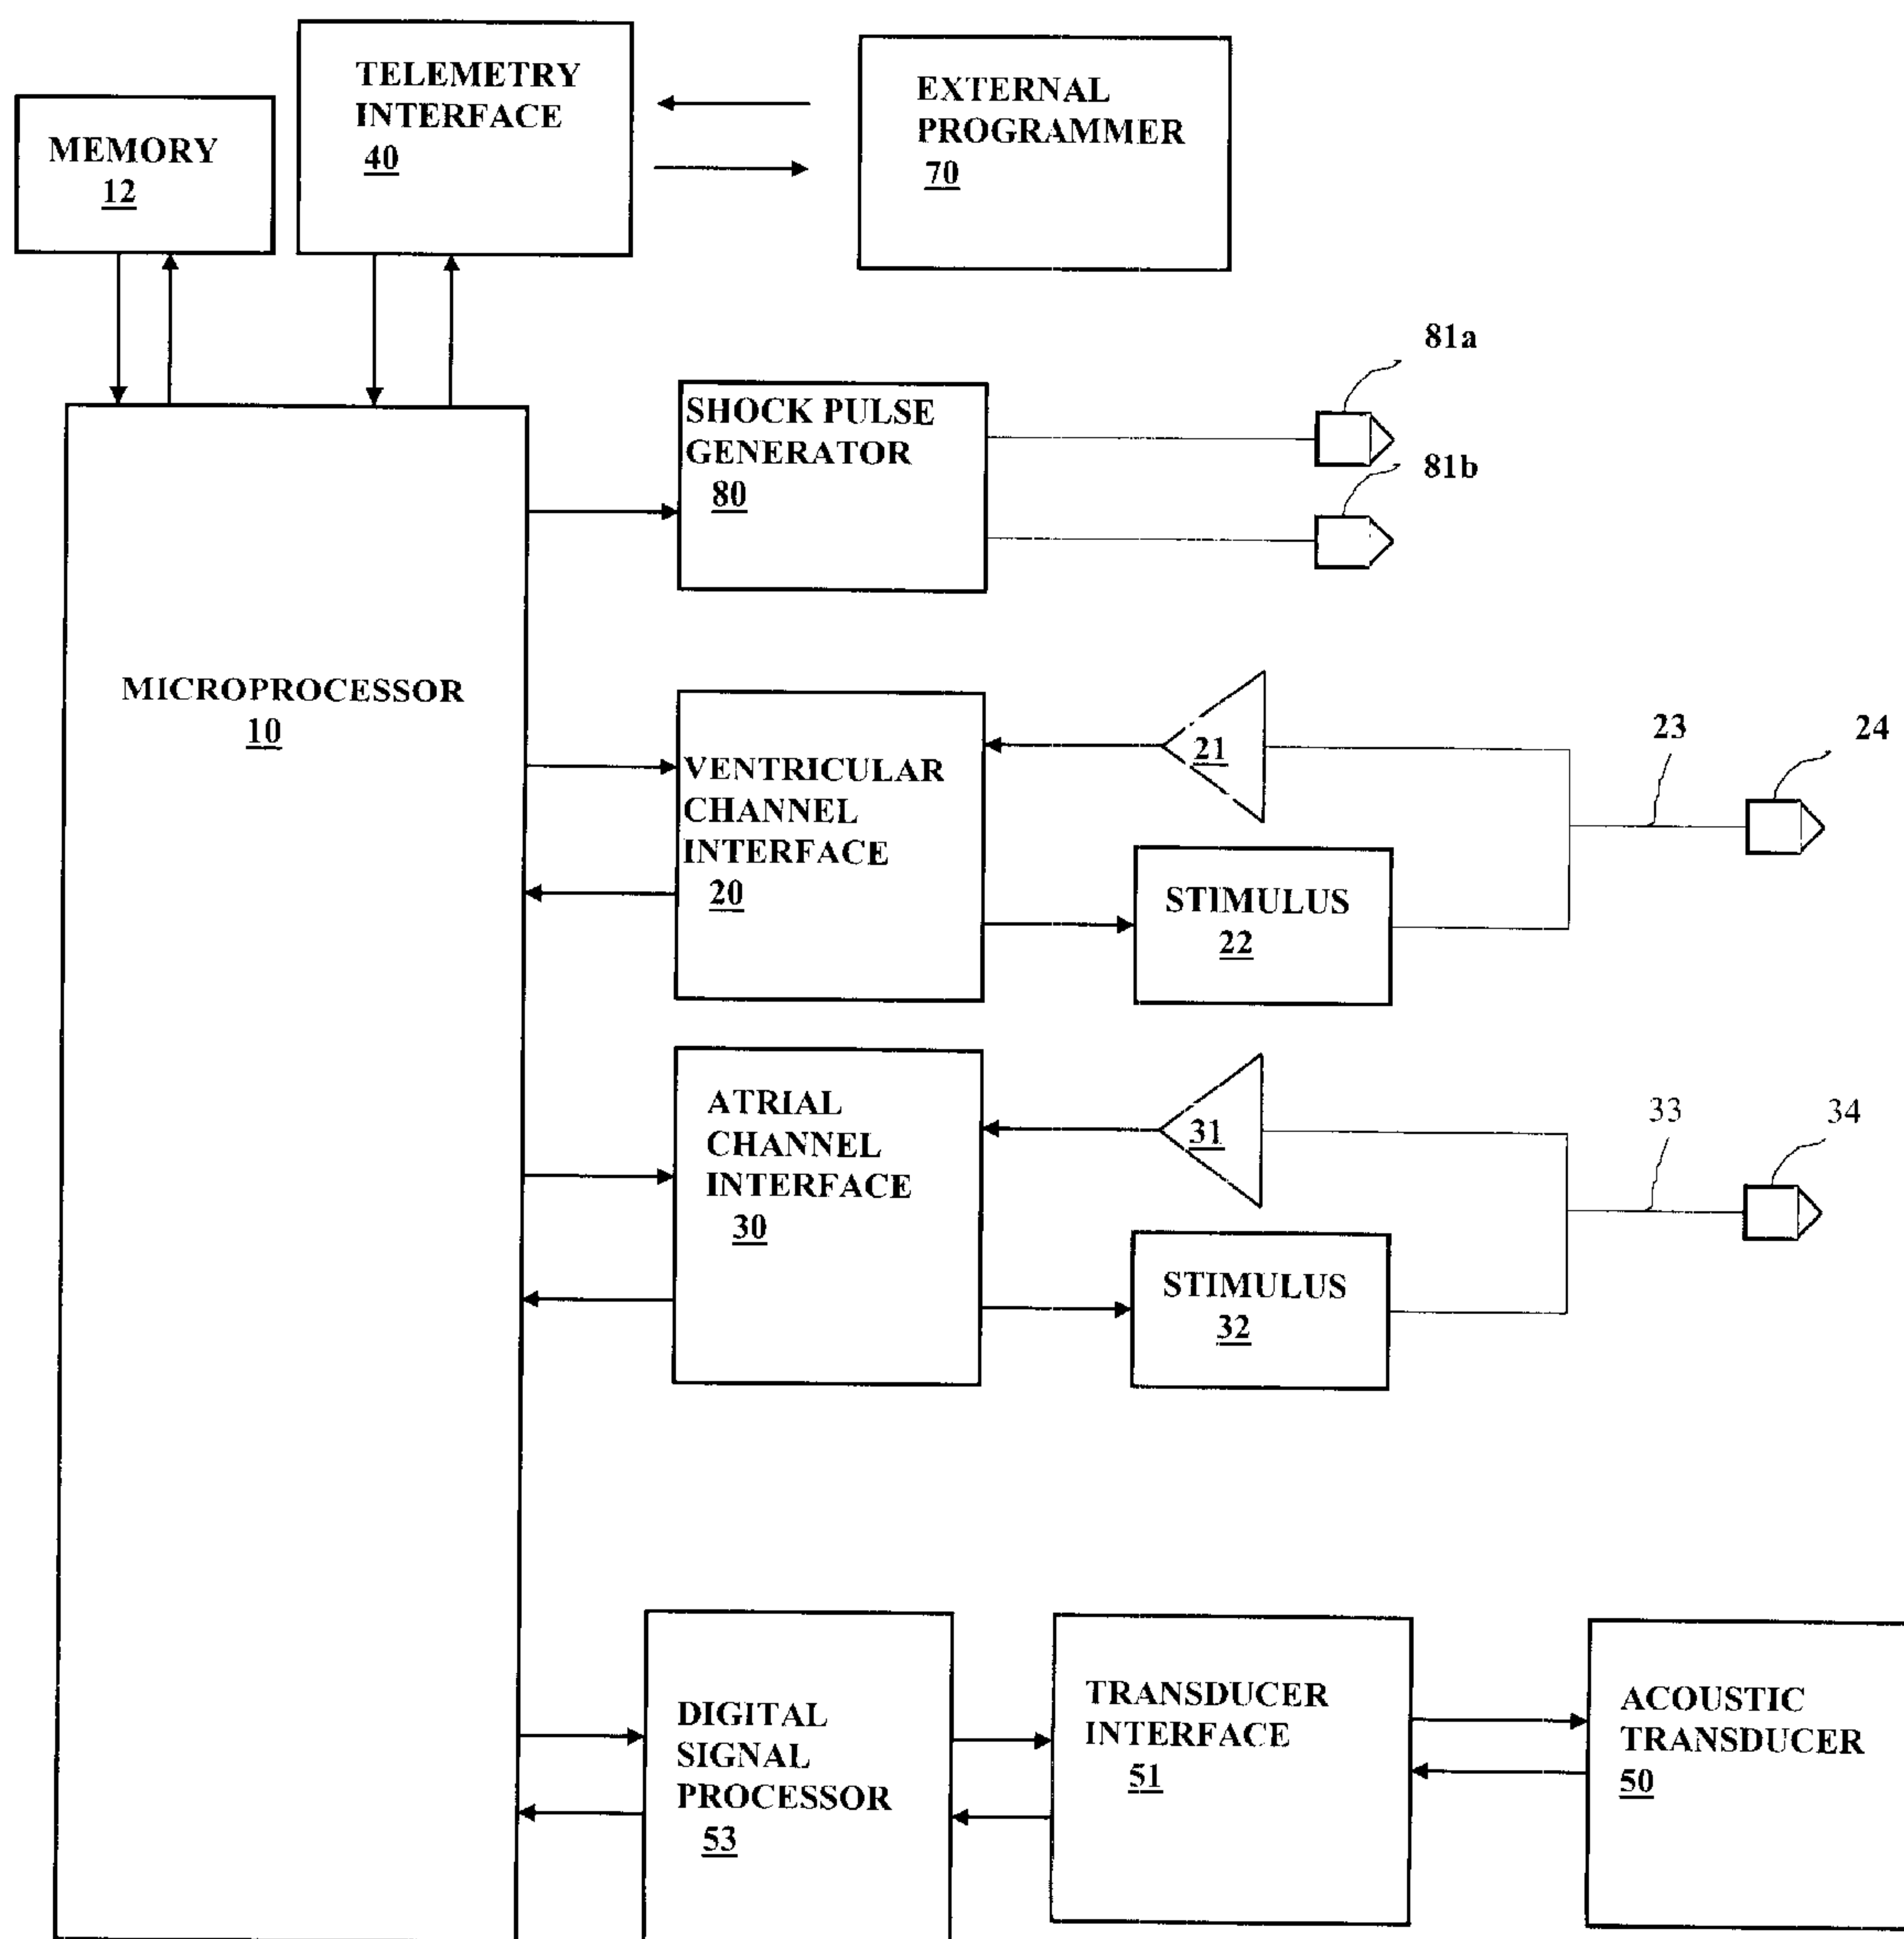 TELEMETRY
INTERFACE
40
EXTERNAL
PROGRAMMER
70
MEMORY
12
81a
SHOCK PULSE
GENERATOR
80
81b
MICROPROCESSOR
10
VENTRICULAR
CHANNEL
INTERFACE
20
21
23
24
STIMULUS
22
ATRIAL
CHANNEL
INTERFACE
30
31
33
34
STIMULUS
32
DIGITAL
SIGNAL
PROCESSOR
53
TRANSDUCER
INTERFACE
51
ACOUSTIC
TRANSDUCER
50